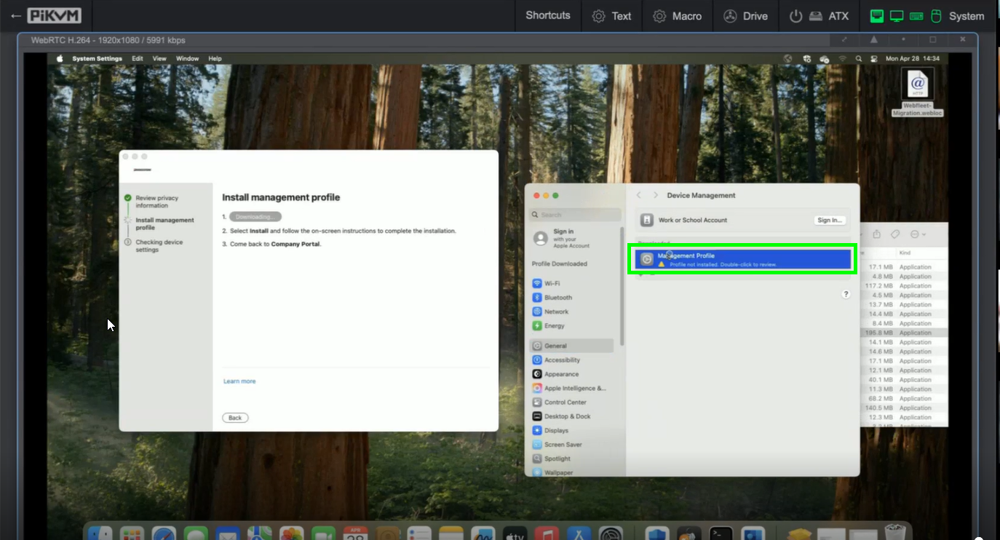 ← PiKVM
Shortcuts
Text
Macro
Drive
ATX
System
WebRTC H.264 - 1920x1080 / 5991 kbps
System Settings Edit View Window Help
Mon Apr 28 14:34
@
HTTP
Webfleet-
Migration.webloc
Review privacy
information
Install management
profile
3 Checking device
settings
Install management profile
1. Downloading...
2. Select Install and follow the on-screen instructions to complete the installation.
3. Come back to Company Portal.
Learn more
Back
Search
Sign in
with your
Apple Account
Profile Downloaded
Wi-Fi
Bluetooth
Network
Energy
General
Accessibility
Appearance
Apple Intelligence &...
Control Center
Desktop & Dock
Displays
Screen Saver
Spotlight
Wallpaper
Device Management
Work or School Account
Sign In...
Downloaded
Management Profile
Profile not installed. Double-click to review.
?
Kind
17.1 MB Application
4.8 MB Application
117.2 MB Application
4.5 MB Application
13.7 MB Application
14.4 MB Application
8.4 MB Application
195.8 MB Application
14.1 MB Application
14.6 MB Application
17.1 MB Application
12.1 MB Application
40.1 MB Application
11.3 MB Application
68.2 MB Application
140.5 MB Application
12.3 MB Application
APR
28
tv